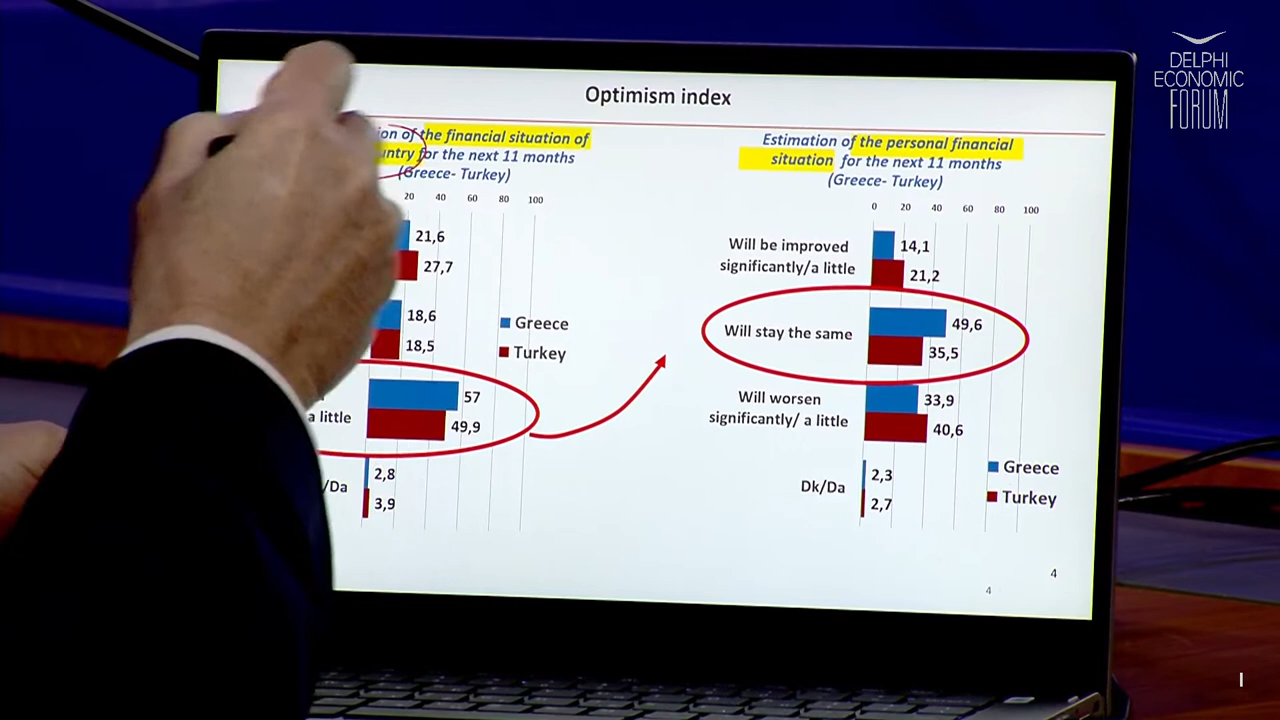 DELPHI
ECONOMIC
FORUM
Optimism index
the financial situation of
for the next 11 months
(Greece- Turkey)
20 40 60 80 100
21,6
27,7
18,6
18,5
a little
57
49,9
/Da
2,8
3,9
Greece
Turkey
Estimation of the personal financial
situation for the next 11 months
(Greece- Turkey)
0 20 40 60 80 100
Will be improved
significantly/a little
14,1
21,2
Will stay the same
49,6
35,5
Will worsen
significantly/ a little
33,9
40,6
Dk/Da
2,3
2,7
Greece
Turkey
4
4